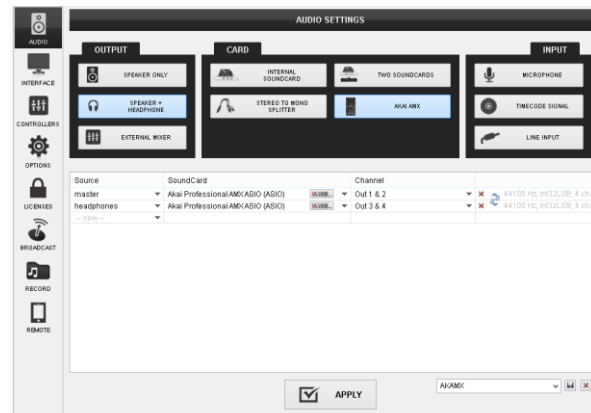 AUDIO SETTINGS
AUDIO
INTERFACE
CONTROLLERS
OPTIONS
LICENSES
BROADCAST
RECORD
REMOTE
OUTPUT
SPEAKER ONLY
SPEAKER +
HEADPHONE
EXTERNAL MIXER
CARD
INTERNAL
SOUNDCARD
TWO SOUNDCARDS
STEREO TO MONO
SPLITTER
AKAI AMX
INPUT
MICROPHONE
TIMECODE SIGNAL
LINE INPUT
Source SoundCard Channel
master Akai Professional AMX ASIO (ASIO) Out 1 & 2 44100 Hz, Int32LSB, 4 cha
headphones Akai Professional AMX ASIO (ASIO) Out 3 & 4 44100 Hz, Int32LSB, 4 cha
-- new --
APPLY
AKAMX